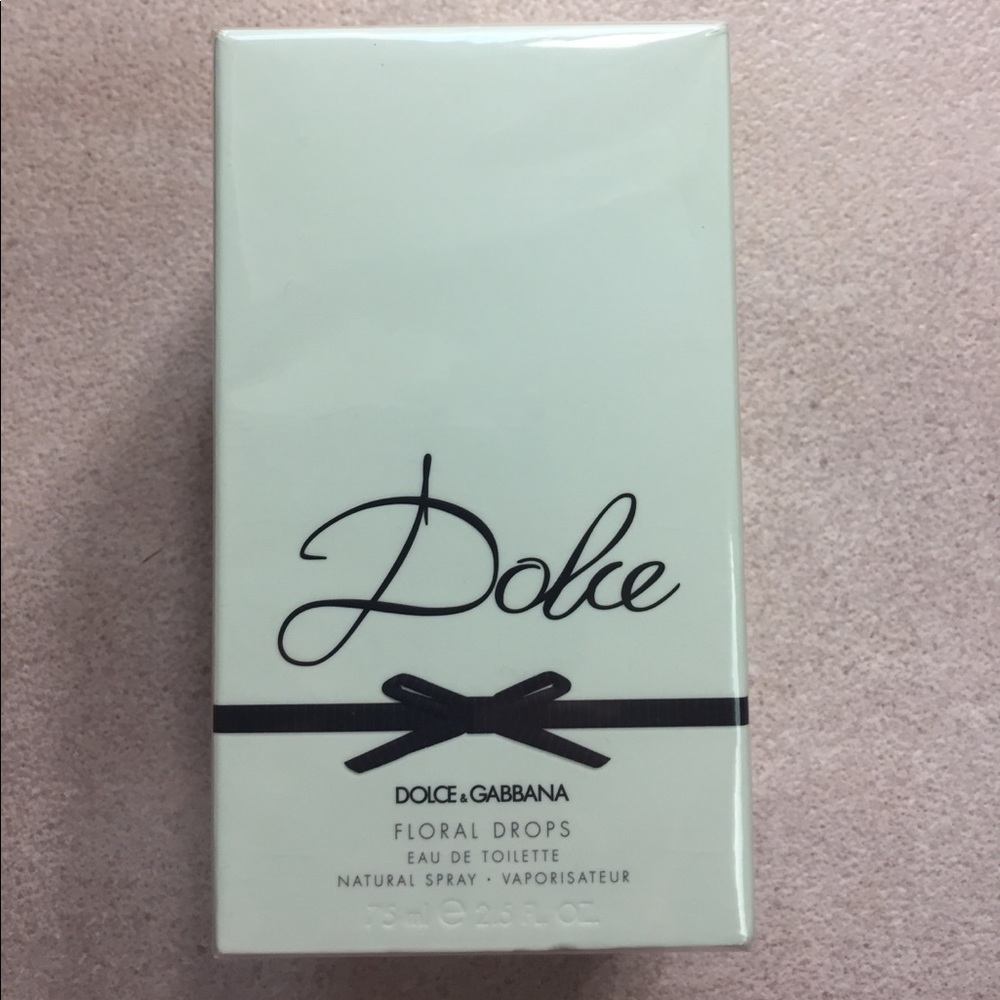 Dolce
DOLCE & GABBANA
FLORAL DROPS
EAU DE TOILETTE
NATURAL SPRAY · VAPORISATEUR
75 ml ℮ 2.5 FL. OZ.